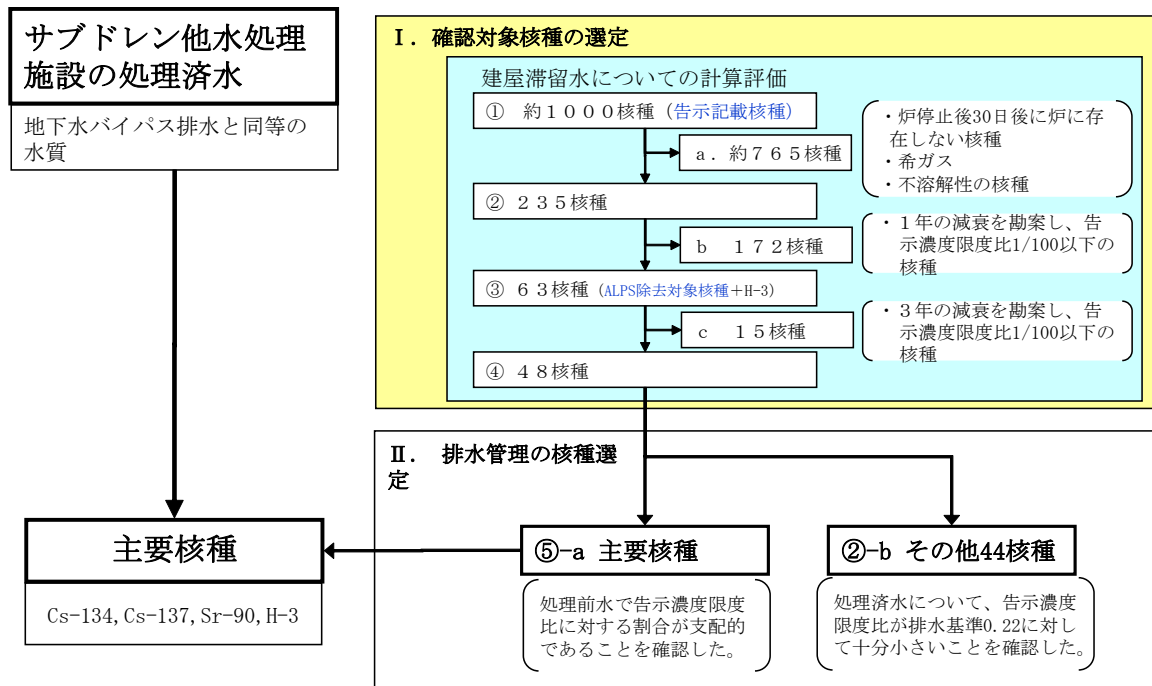 サブドレン他水処理
施設の処理済水
地下水バイパス排水と同等の
水質
Ⅰ．確認対象核種の選定
建屋滞留水についての計算評価
① 約１０００核種（告示記載核種）
a．約７６５核種
・炉停止後30日後に炉に存
在しない核種
・希ガス
・不溶解性の核種
② ２３５核種
b　１７２核種
・１年の減衰を勘案し、告
示濃度限度比1/100以下の
核種
③ ６３核種（ALPS除去対象核種＋H-3）
c　１５核種
・３年の減衰を勘案し、告
示濃度限度比1/100以下の
核種
④ ４８核種
Ⅱ．　排水管理の核種選
定
主要核種
Cs-134,Cs-137,Sr-90,H-3
⑤-a 主要核種
処理前水で告示濃度限度
比に対する割合が支配的
であることを確認した。
②-b その他44核種
処理済水について、告示濃度
限度比が排水基準0.22に対し
て十分小さいことを確認した。